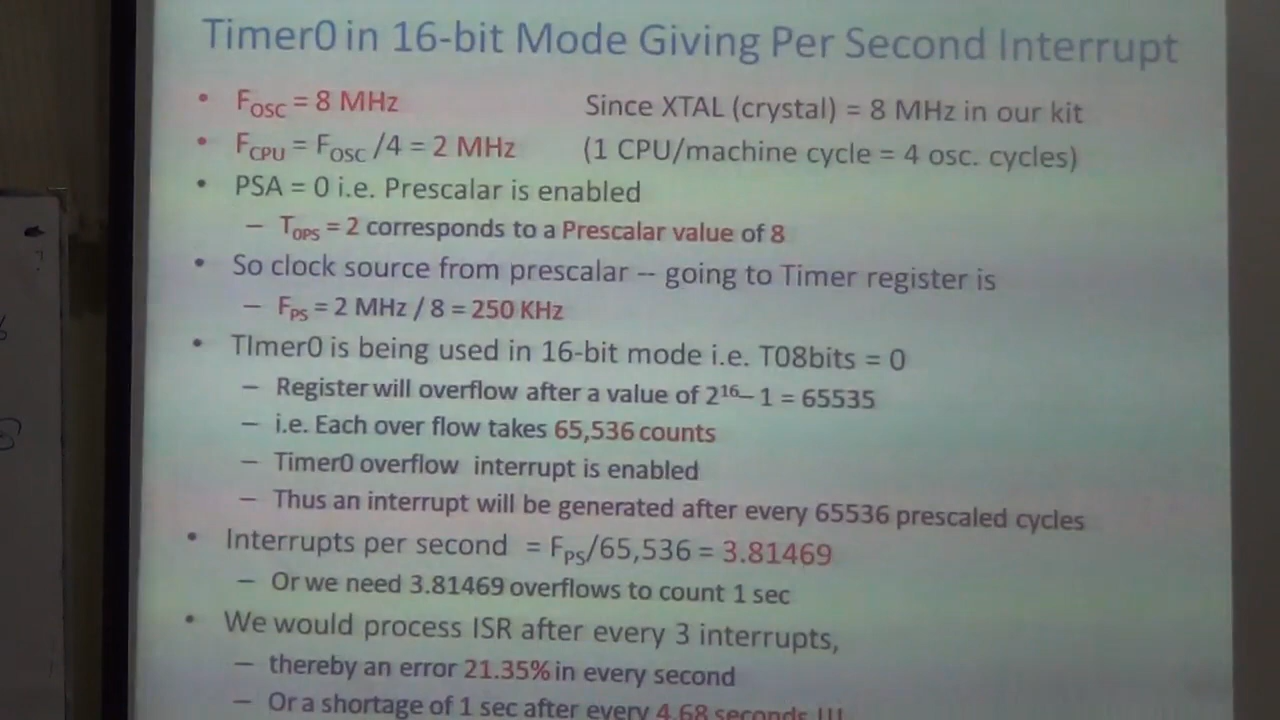 Timer0 in 16-bit Mode Giving Per Second Interrupt
• FOSC = 8 MHz Since XTAL (crystal) = 8 MHz in our kit
• FCPU = FOSC /4 = 2 MHz (1 CPU/machine cycle = 4 osc. cycles)
• PSA = 0 i.e. Prescalar is enabled
– TOPS = 2 corresponds to a Prescalar value of 8
• So clock source from prescalar -- going to Timer register is
– FPS = 2 MHz / 8 = 250 KHz
• TImer0 is being used in 16-bit mode i.e. T08bits = 0
– Register will overflow after a value of 2¹⁶– 1 = 65535
– i.e. Each over flow takes 65,536 counts
– Timer0 overflow interrupt is enabled
– Thus an interrupt will be generated after every 65536 prescaled cycles
• Interrupts per second = FPS/65,536 = 3.81469
– Or we need 3.81469 overflows to count 1 sec
• We would process ISR after every 3 interrupts,
– thereby an error 21.35% in every second
– Or a shortage of 1 sec after every 4.68 seconds !!!